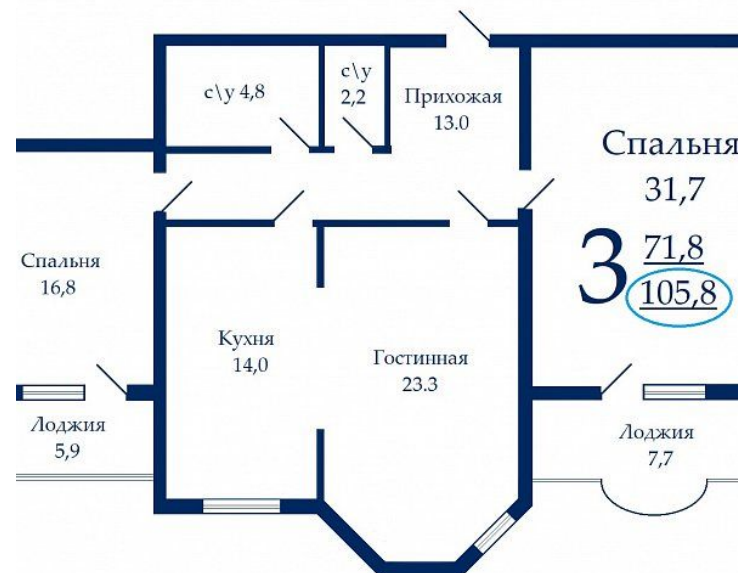 с\у 4,8
с\у
2,2
Прихожая
13.0
Спальня
31,7
3
71,8
105,8
Спальня
16,8
Кухня
14,0
Гостинная
23.3
Лоджия
5,9
Лоджия
7,7